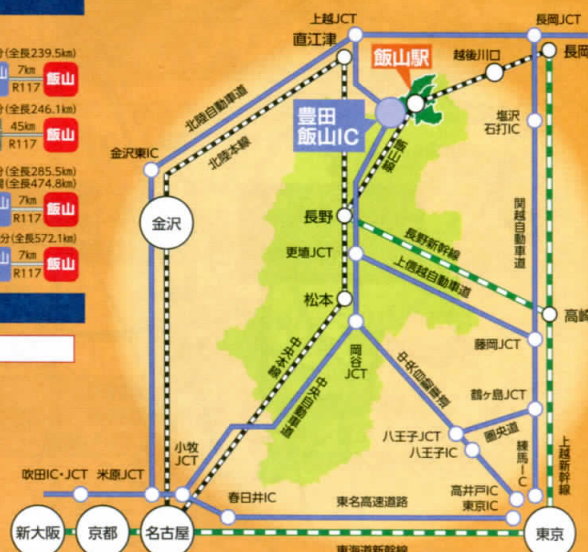 分(全長239.5km)
山
7km
R117
飯山
分(全長246.1km)
45km
R117
飯山
分(全長285.5km)
間(全長474.8km)
山
7km
R117
飯山
分(全長572.1km)
7km
R117
飯山
上越JCT
長岡JCT
直江津
長岡
飯山駅
越後川口
豊田
飯山IC
塩沢
石打IC
北陸自動車道
北陸本線
飯山線
金沢東IC
金沢
長野
長野新幹線
関越自動車道
更埴JCT
上信越自動車道
松本
高崎
岡谷
JCT
藤岡JCT
中央本線
中央自動車道
中央自動車道
鶴ヶ島JCT
八王子JCT
圏央道
八王子IC
上越新幹線
練馬IC
小牧
JCT
吹田IC・JCT
米原JCT
春日井IC
東名高速道路
高井戸IC
東京IC
新大阪
京都
名古屋
東海道新幹線
東京